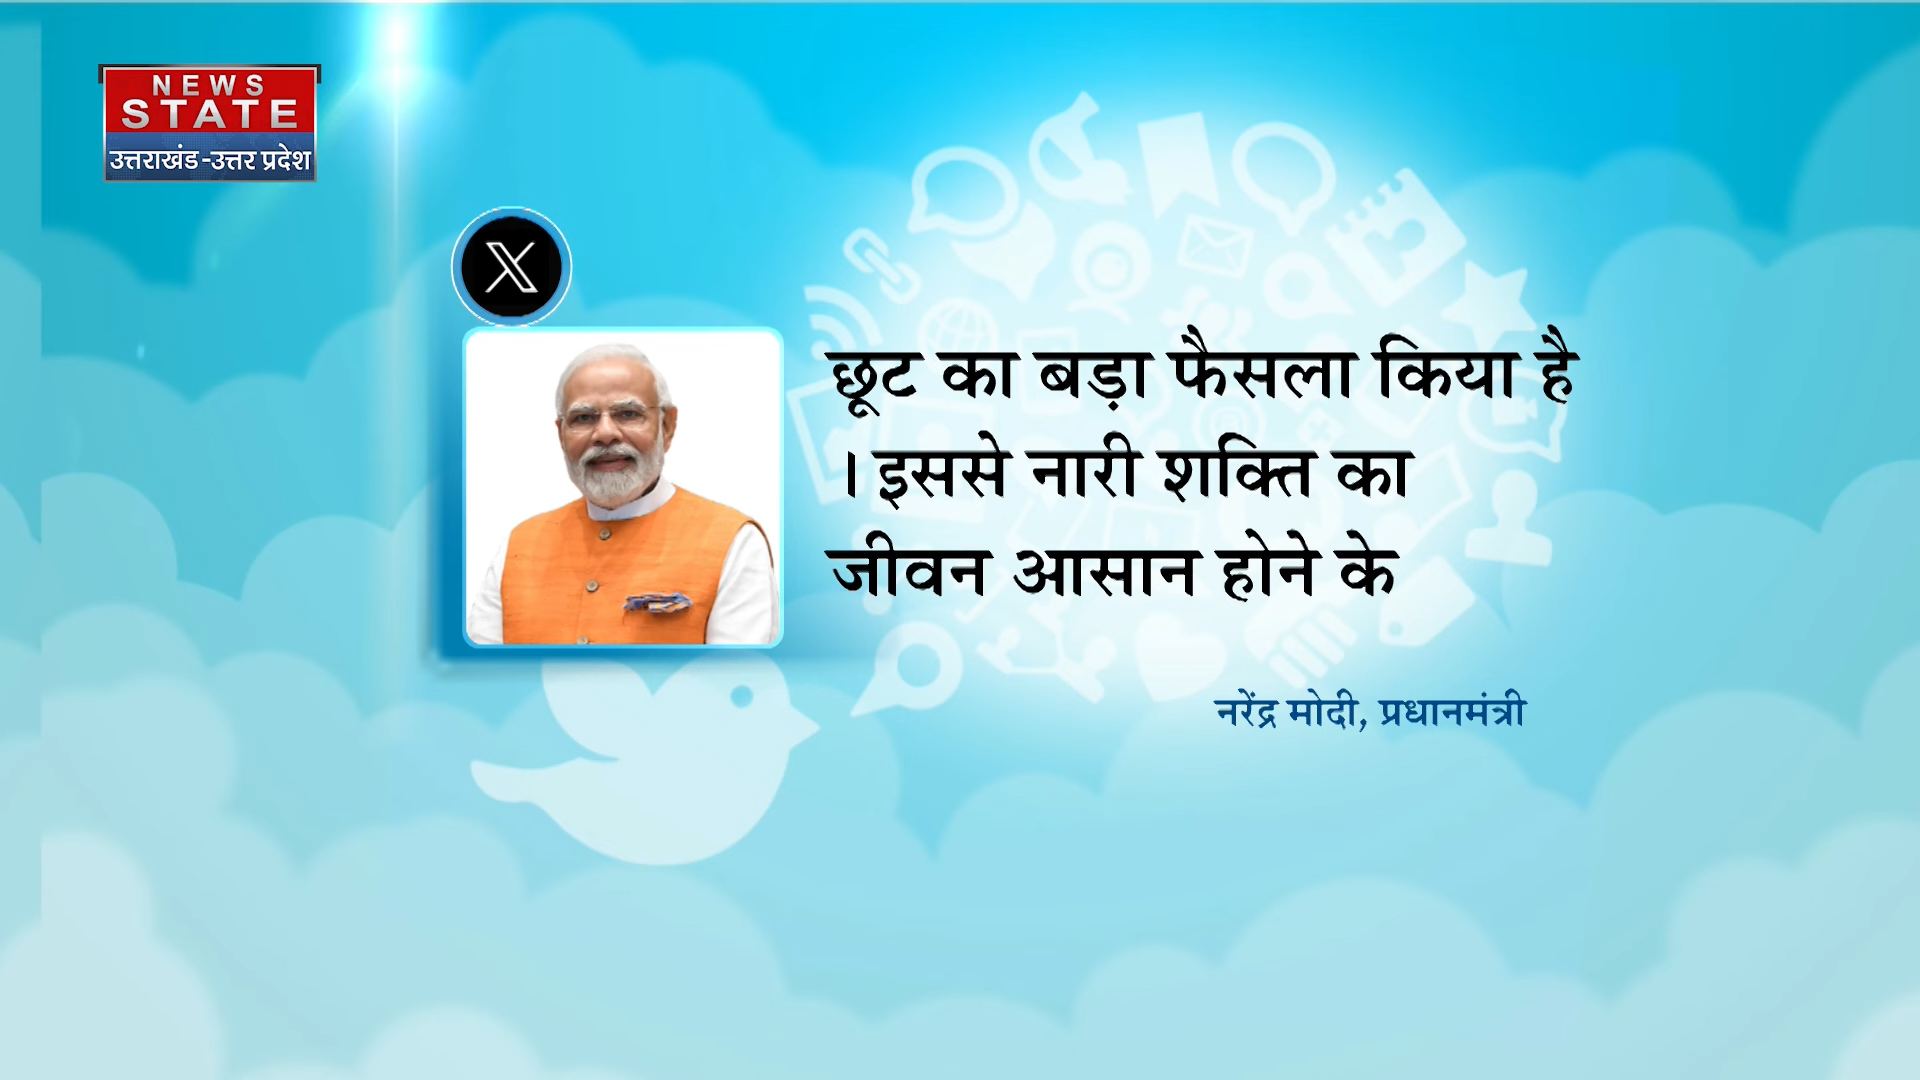 NEWS
STATE
उत्तराखंड-उत्तर प्रदेश
X
छूट का बड़ा फैसला किया है
। इससे नारी शक्ति का
जीवन आसान होने के
नरेंद्र मोदी, प्रधानमंत्री